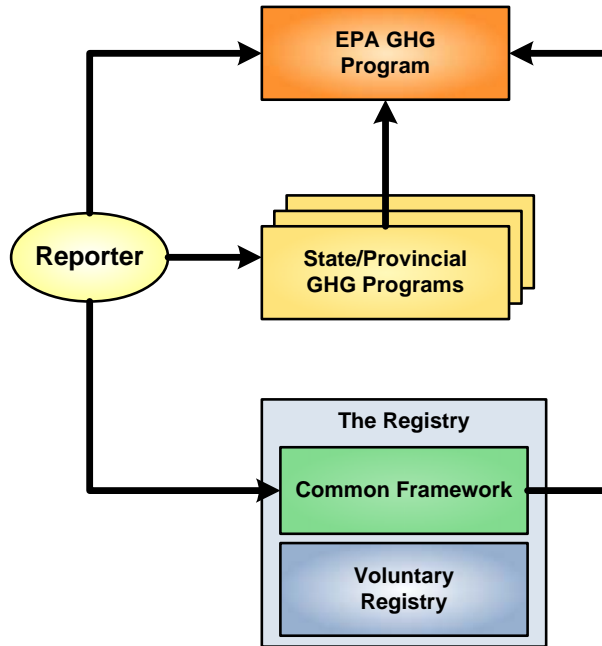 EPA GHG
Program
Reporter
State/Provincial
GHG Programs
The Registry
Common Framework
Voluntary
Registry